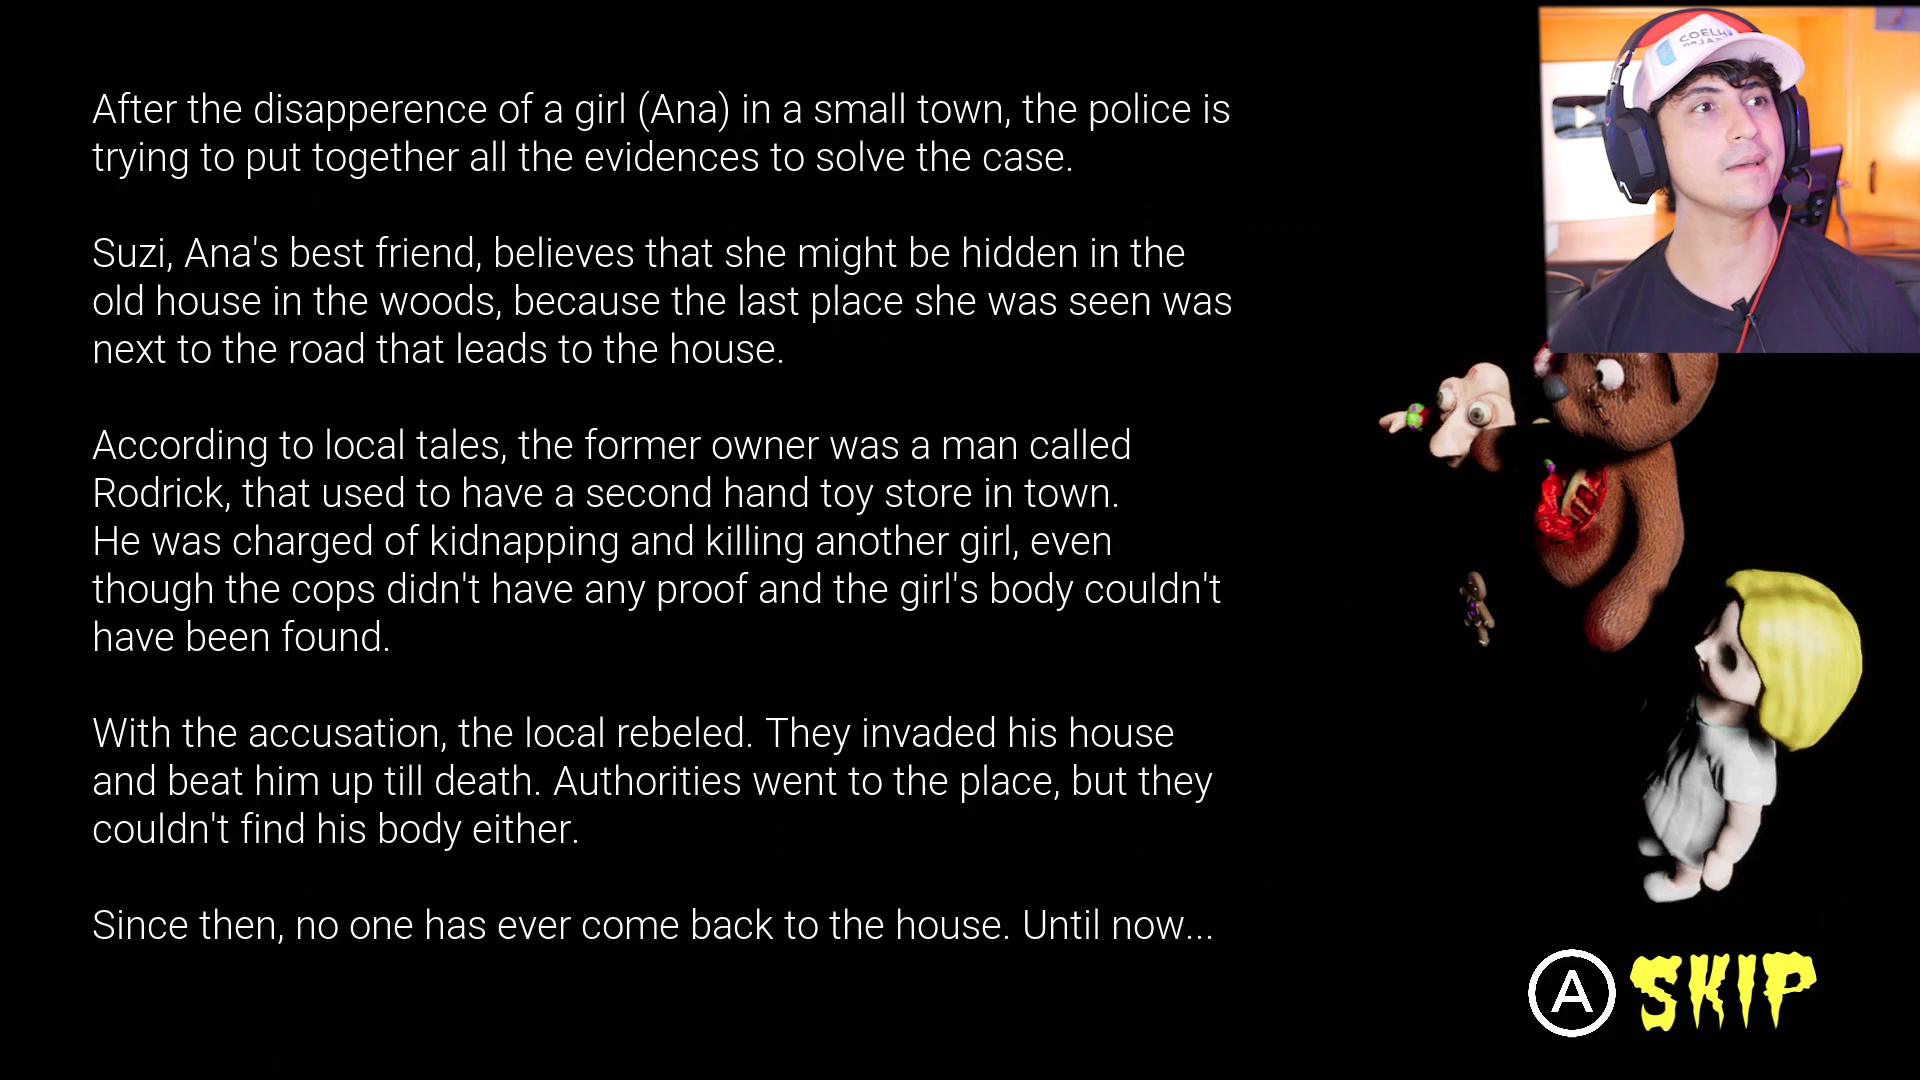 After the disapperence of a girl (Ana) in a small town, the police is
trying to put together all the evidences to solve the case.
Suzi, Ana's best friend, believes that she might be hidden in the
old house in the woods, because the last place she was seen was
next to the road that leads to the house.
According to local tales, the former owner was a man called
Rodrick, that used to have a second hand toy store in town.
He was charged of kidnapping and killing another girl, even
though the cops didn't have any proof and the girl's body couldn't
have been found.
With the accusation, the local rebeled. They invaded his house
and beat him up till death. Authorities went to the place, but they
couldn't find his body either.
Since then, no one has ever come back to the house. Until now...
A SKIP